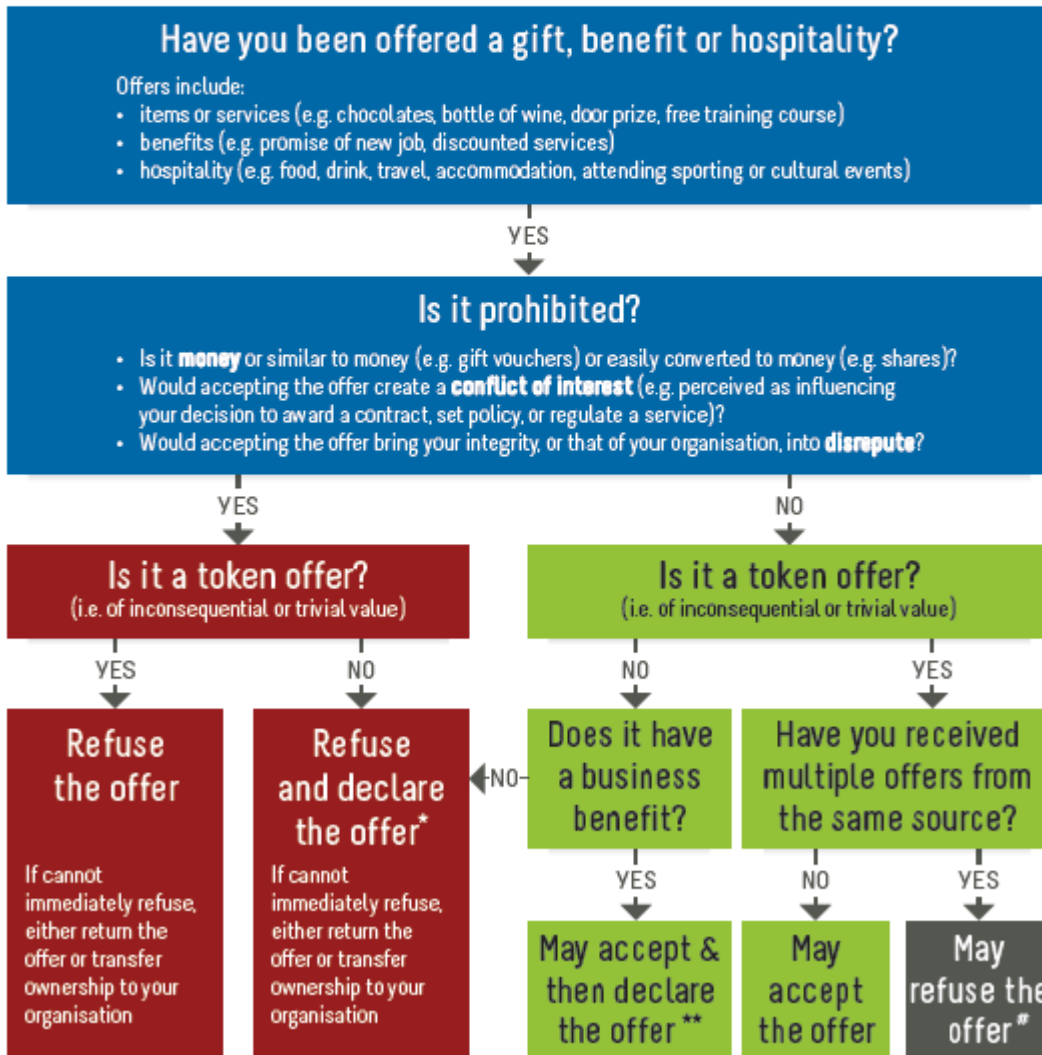 Have you been offered a gift, benefit or hospitality?
Offers include:
• items or services (e.g. chocolates, bottle of wine, door prize, free training course)
• benefits (e.g. promise of new job, discounted services)
• hospitality (e.g. food, drink, travel, accommodation, attending sporting or cultural events)
YES
Is it prohibited?
• Is it money or similar to money (e.g. gift vouchers) or easily converted to money (e.g. shares)?
• Would accepting the offer create a conflict of interest (e.g. perceived as influencing
your decision to award a contract, set policy, or regulate a service)?
• Would accepting the offer bring your integrity, or that of your organisation, into disrepute?
YES
NO
Is it a token offer?
(i.e. of inconsequential or trivial value)
Is it a token offer?
(i.e. of inconsequential or trivial value)
YES
NO
NO
YES
Refuse
the offer
If cannot
immediately refuse,
either return the
offer or transfer
ownership to your
organisation
Refuse
and declare
the offer*
If cannot
immediately refuse,
either return the
offer or transfer
ownership to your
organisation
NO
Does it have
a business
benefit?
Have you received
multiple offers from
the same source?
YES
NO
YES
May accept &
then declare
the offer **
May
accept
the offer
May
refuse the
offer #